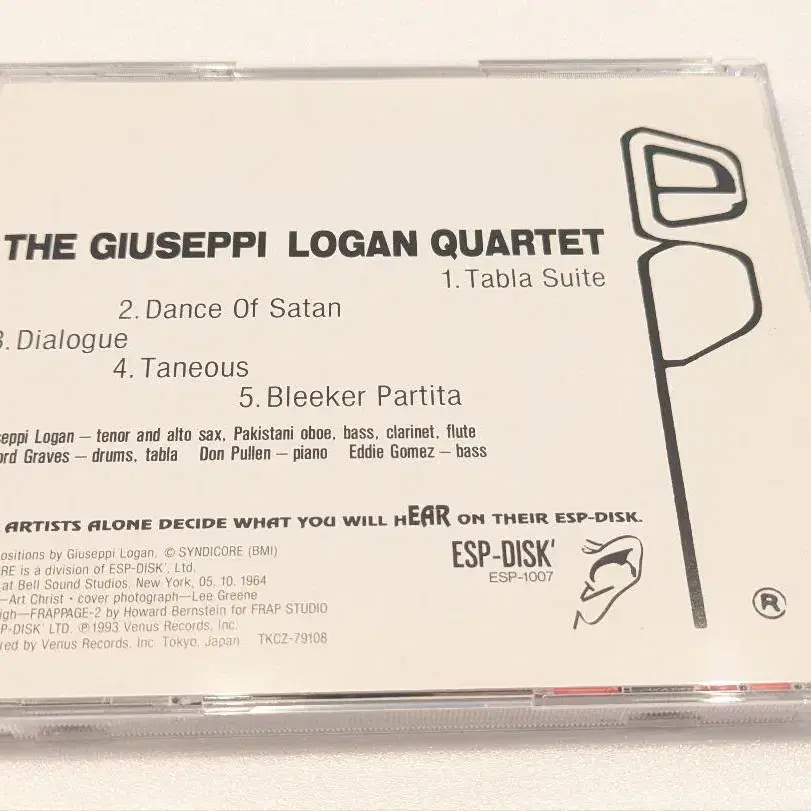 THE GIUSEPPI LOGAN QUARTET
1. Tabla Suite
2. Dance Of Satan
3. Dialogue
4. Taneous
5. Bleeker Partita
eppi Logan — tenor and alto sax, Pakistani oboe, bass, clarinet, flute
ord Graves — drums, tabla Don Pullen — piano Eddie Gomez — bass
ARTISTS ALONE DECIDE WHAT YOU WILL HEAR ON THEIR ESP-DISK.
ositions by Giuseppi Logan. © SYNDICORE (BMI)
RE is a division of ESP-DISK', Ltd.
at Bell Sound Studios, New York, 05. 10. 1964
—Art Christ · cover photograph—Lee Greene
igh—FRAPPAGE-2 by Howard Bernstein for FRAP STUDIO
P-DISK' LTD. ℗ 1993 Venus Records, Inc.
red by Venus Records, Inc. Tokyo, Japan TKCZ-79108
ESP-DISK'
ESP-1007
esp
®